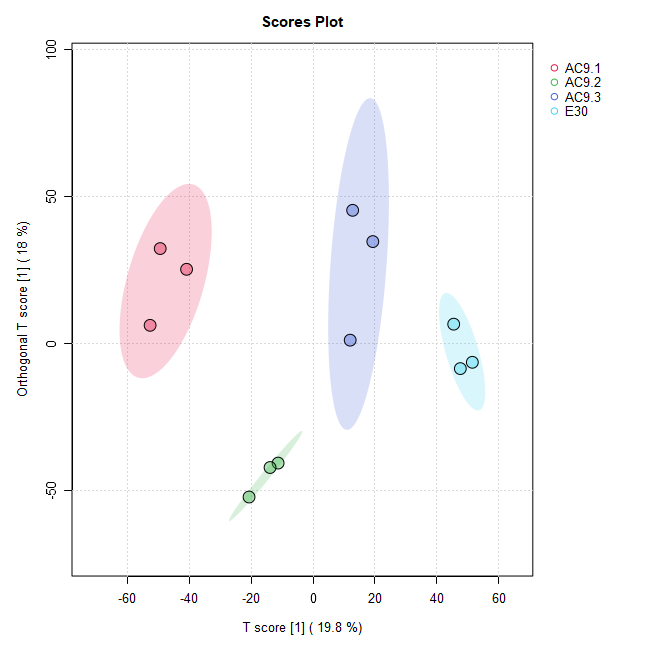 Scores Plot
AC9.1
AC9.2
AC9.3
E30
100
50
0
-50
Orthogonal T score [1] ( 18 %)
-60 -40 -20 0 20 40 60
T score [1] ( 19.8 %)